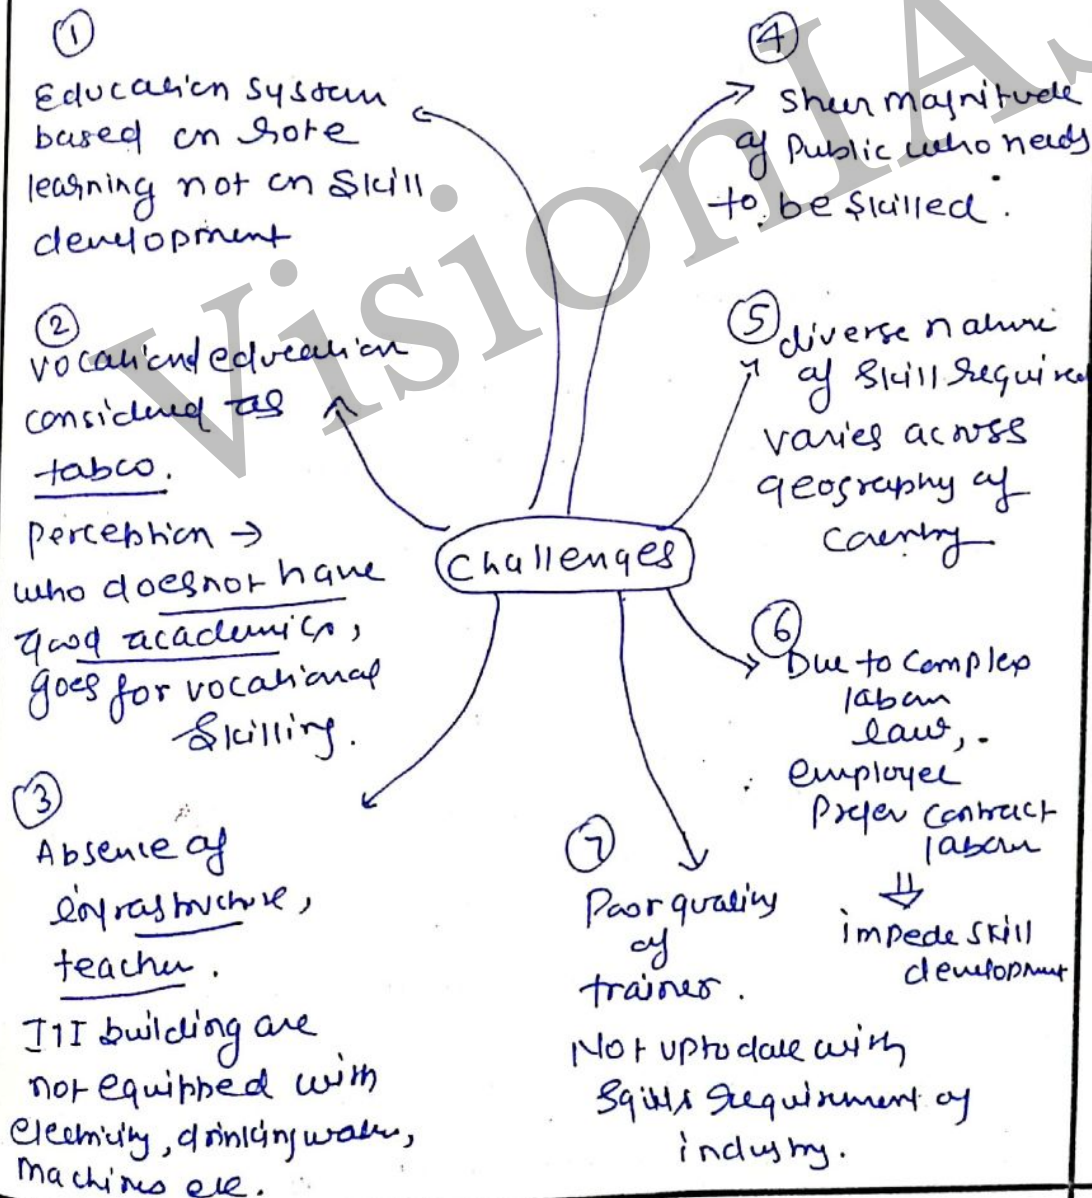 ①
Education System
based on rote
learning not on Skill
development
②
vocational education
considered as
taboo.
perception →
who does not have
good academics,
goes for vocational
Skilling.
③
Absence of
infrastructure,
teacher.
ITI building are
not equipped with
electricity, drinking water,
machines etc.
Challenges
④
Sheer magnitude
of Public who needs
to be Skilled.
⑤
diverse nature
of Skill required
varies across
geography of
Country
⑥
Due to Complex
labour
laws,
employer
Prefer Contract
labour
⇓
impede skill
development
⑦
Poor quality
of
trainer.
Not upto date with
Skills requirement of
industry.
VisionIAS